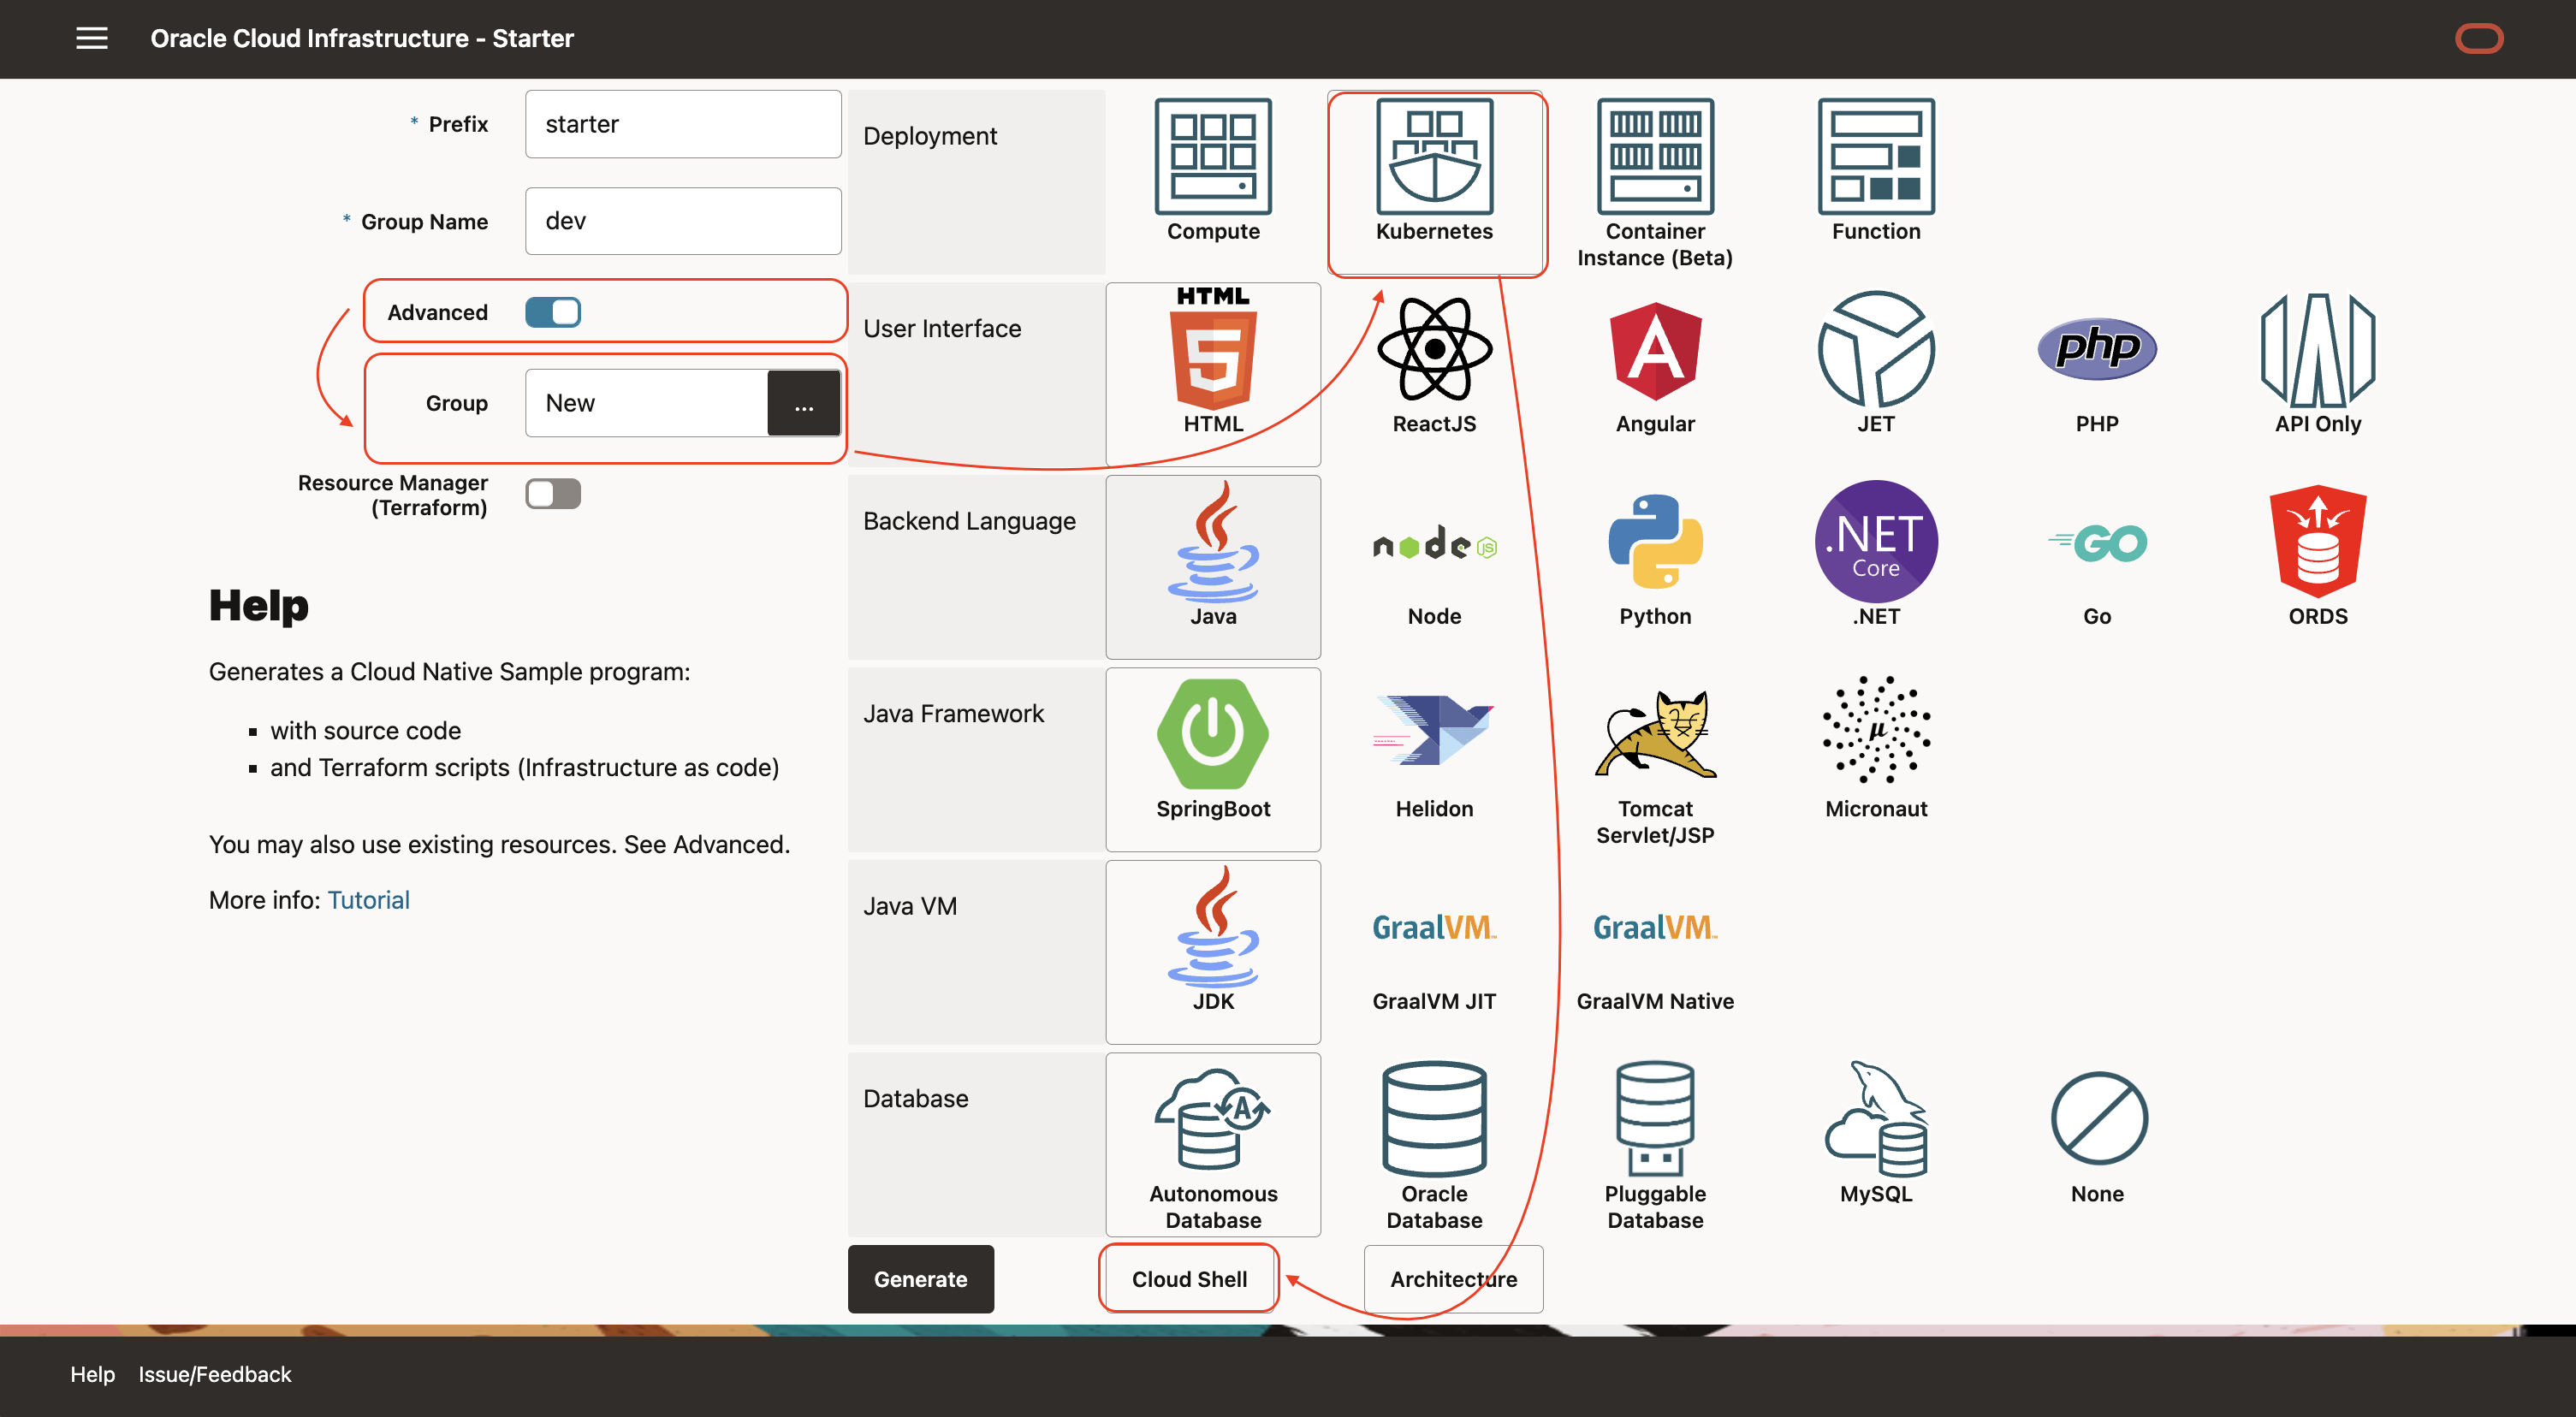 Oracle Cloud Infrastructure - Starter
* Prefix
starter
* Group Name
dev
Advanced
Group
New
...
Resource Manager
(Terraform)
Help
Generates a Cloud Native Sample program:
with source code
and Terraform scripts (Infrastructure as code)
You may also use existing resources. See Advanced.
More info: Tutorial
Deployment
Compute
Kubernetes
Container
Instance (Beta)
Function
User Interface
HTML
5
HTML
ReactJS
A
Angular
JET
php
PHP
API Only
Backend Language
Java
node JS
Node
Python
.NET
Core
.NET
GO
Go
ORDS
Java Framework
SpringBoot
Helidon
Tomcat
Servlet/JSP
μ
Micronaut
Java VM
JDK
GraalVM™
GraalVM JIT
GraalVM™
GraalVM Native
Database
A
Autonomous
Database
Oracle
Database
Pluggable
Database
MySQL
None
Generate
Cloud Shell
Architecture
Help
Issue/Feedback